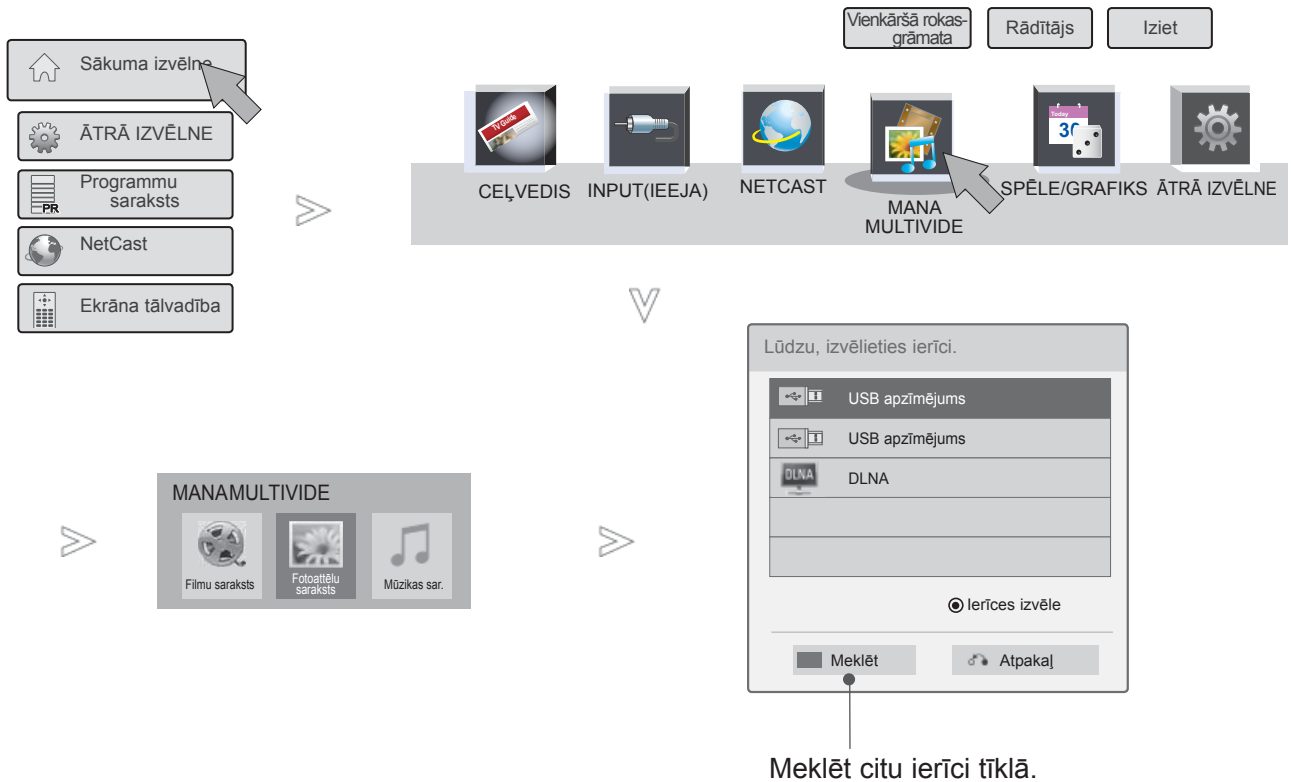 Vienkāršā rokas-
grāmata
Rādītājs
Iziet
Sākuma izvēlne
ĀTRĀ IZVĒLNE
Programmu
saraksts
PR
NetCast
Ekrāna tālvadība
TV Guide
Today
30
CEĻVEDIS
INPUT(IEEJA)
NETCAST
MANA
MULTIVIDE
SPĒLE/GRAFIKS
ĀTRĀ IZVĒLNE
Lūdzu, izvēlieties ierīci.
USB apzīmējums
USB apzīmējums
DLNA
DLNA
Ierīces izvēle
Meklēt
Atpakaļ
MANAMULTIVIDE
Filmu saraksts
Fotoattēlu
saraksts
Mūzikas sar.
Meklēt citu ierīci tīklā.